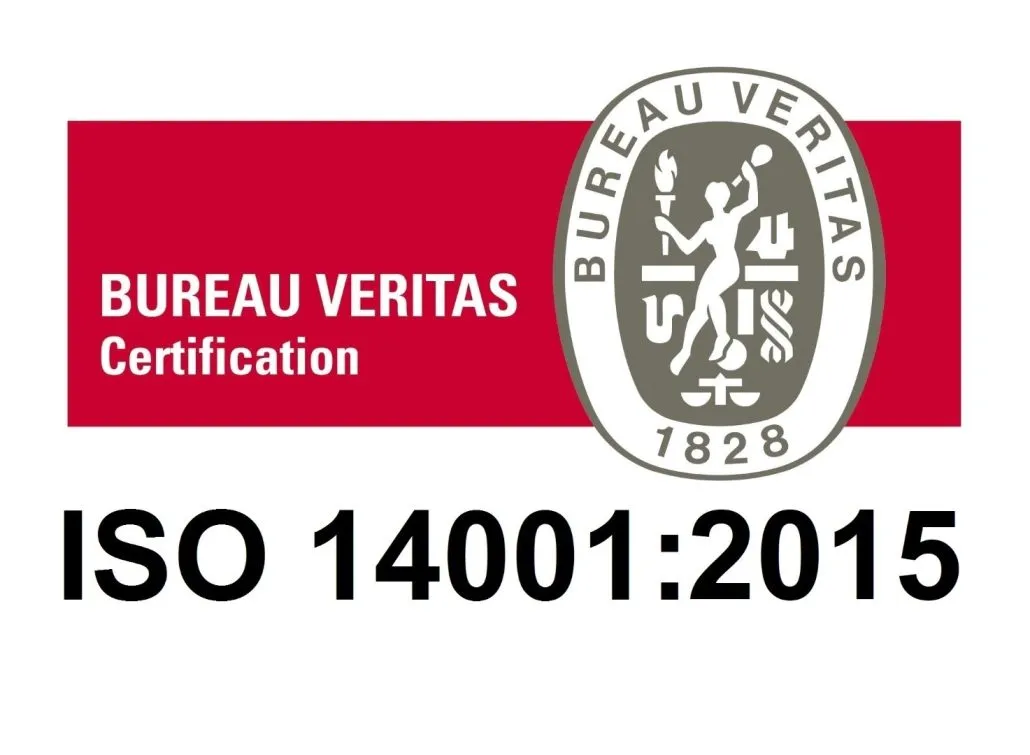 BUREAU VERITAS
BUREAU VERITAS
Certification
1828
ISO 14001:2015